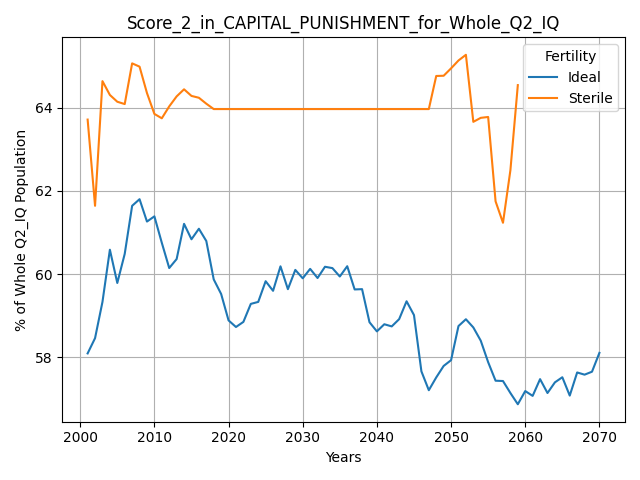 Score_2_in_CAPITAL_PUNISHMENT_for_Whole_Q2_IQ
Fertility
Ideal
Sterile
% of Whole Q2_IQ Population
64
62
60
58
2000 2010 2020 2030 2040 2050 2060 2070
Years